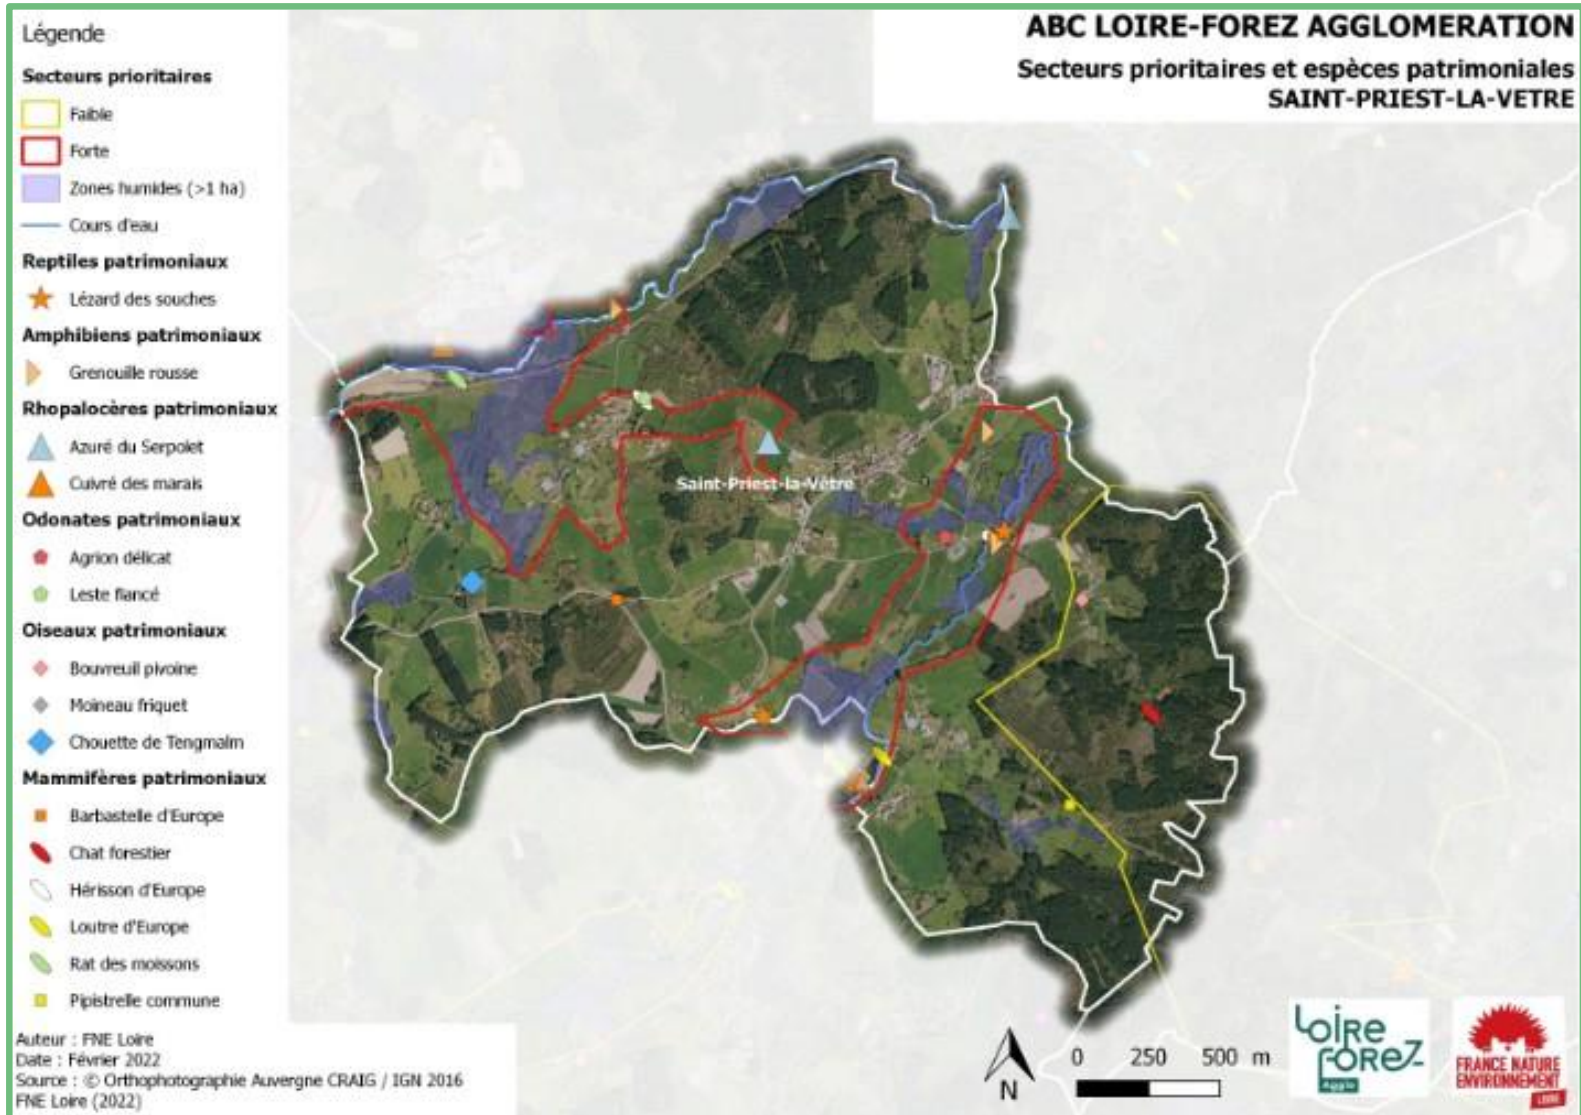 ABC LOIRE-FOREZ AGGLOMERATION
Secteurs prioritaires et espèces patrimoniales
SAINT-PRIEST-LA-VETRE
Légende
Secteurs prioritaires
Faible
Forte
Zones humides (>1 ha)
Cours d'eau
Reptiles patrimoniaux
Lézard des souches
Amphibiens patrimoniaux
Grenouille rousse
Rhopalocères patrimoniaux
Azuré du Serpolet
Cuivré des marais
Odonates patrimoniaux
Agrion délicat
Leste fiancé
Oiseaux patrimoniaux
Bouvreuil pivoine
Moineau friquet
Chouette de Tengmalm
Mammifères patrimoniaux
Barbastelle d'Europe
Chat forestier
Hérisson d'Europe
Loutre d'Europe
Rat des moissons
Pipistrelle commune
Auteur : FNE Loire
Date : Février 2022
Source : © Orthophotographie Auvergne CRAIG / IGN 2016
FNE Loire (2022)
Saint-Priest-la-Vêtre
N
0 250 500 m
Loire
Forez
Agglo
FRANCE NATURE
ENVIRONNEMENT
LOIRE